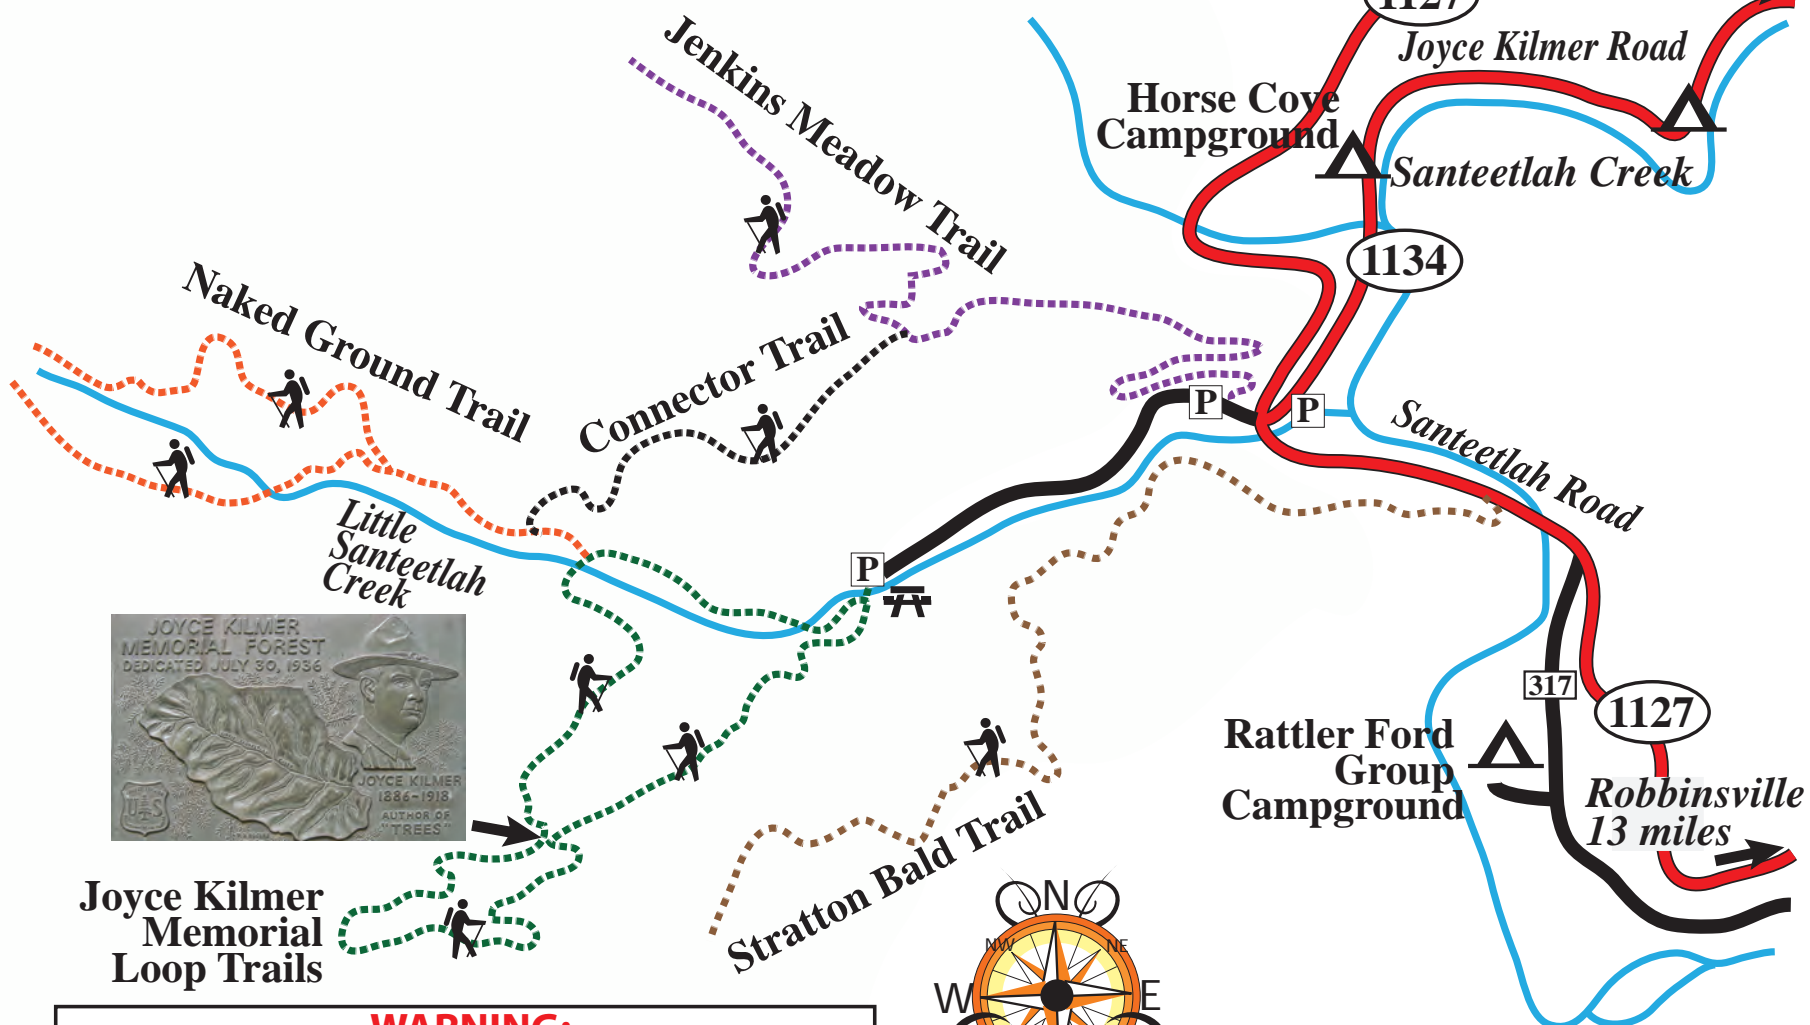 1127
Joyce Kilmer Road
Jenkins Meadow Trail
Horse Cove
Campground
Santeetlah Creek
1134
Naked Ground Trail
Connector Trail
P
P
Santeetlah Road
Little
Santeetlah
Creek
P
JOYCE KILMER
MEMORIAL FOREST
DEDICATED JULY 30, 1936
JOYCE KILMER
1886-1918
AUTHOR OF
"TREES"
U S
317
1127
Rattler Ford
Group
Campground
Robbinsville
13 miles
Stratton Bald Trail
Joyce Kilmer
Memorial
Loop Trails
N
NW
NE
W
E
WARNING: